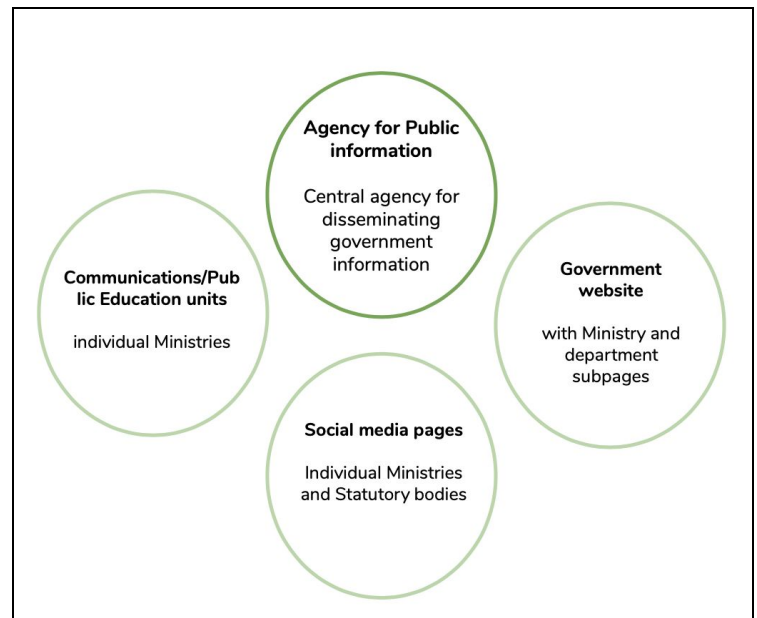 Agency for Public
information
Central agency for
disseminating
government
information
Communications/Pub
lic Education units
individual Ministries
Government
website
with Ministry and
department
subpages
Social media pages
Individual Ministries
and Statutory bodies